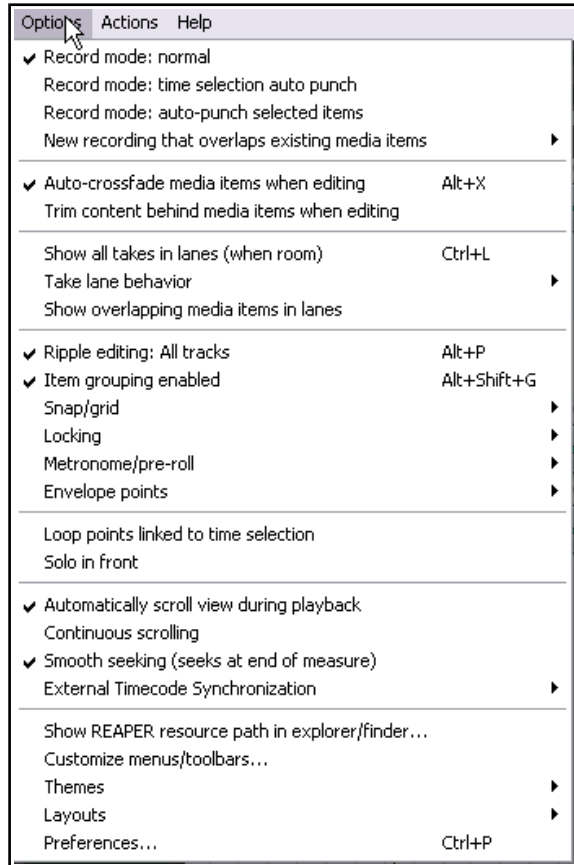 Options Actions Help
Record mode: normal
Record mode: time selection auto punch
Record mode: auto-punch selected items
New recording that overlaps existing media items
Auto-crossfade media items when editing Alt+X
Trim content behind media items when editing
Show all takes in lanes (when room) Ctrl+L
Take lane behavior
Show overlapping media items in lanes
Ripple editing: All tracks Alt+P
Item grouping enabled Alt+Shift+G
Snap/grid
Locking
Metronome/pre-roll
Envelope points
Loop points linked to time selection
Solo in front
Automatically scroll view during playback
Continuous scrolling
Smooth seeking (seeks at end of measure)
External Timecode Synchronization
Show REAPER resource path in explorer/finder...
Customize menus/toolbars...
Themes
Layouts
Preferences... Ctrl+P